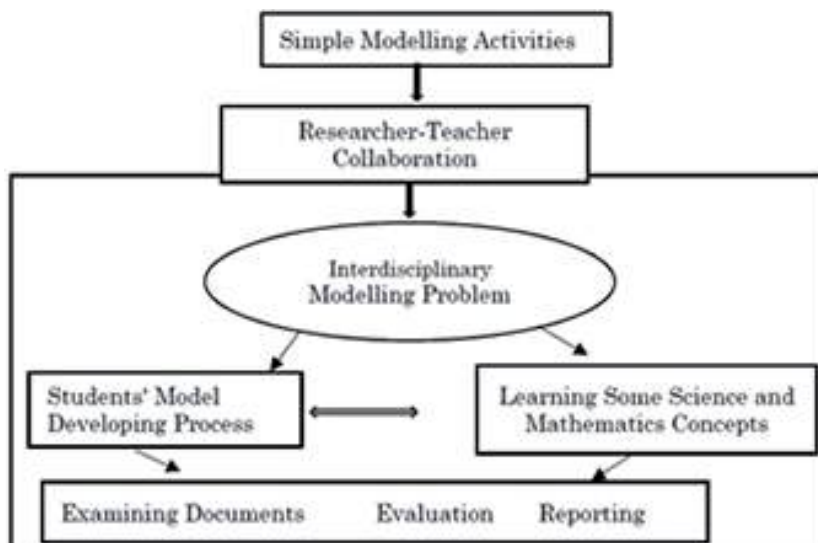 Simple Modelling Activities
Researcher-Teacher
Collaboration
Interdisciplinary
Modelling Problem
Students‘ Model
Developing Process
Learning Some Science and
Mathematics Concepts
Examining Documents Evaluation Reporting